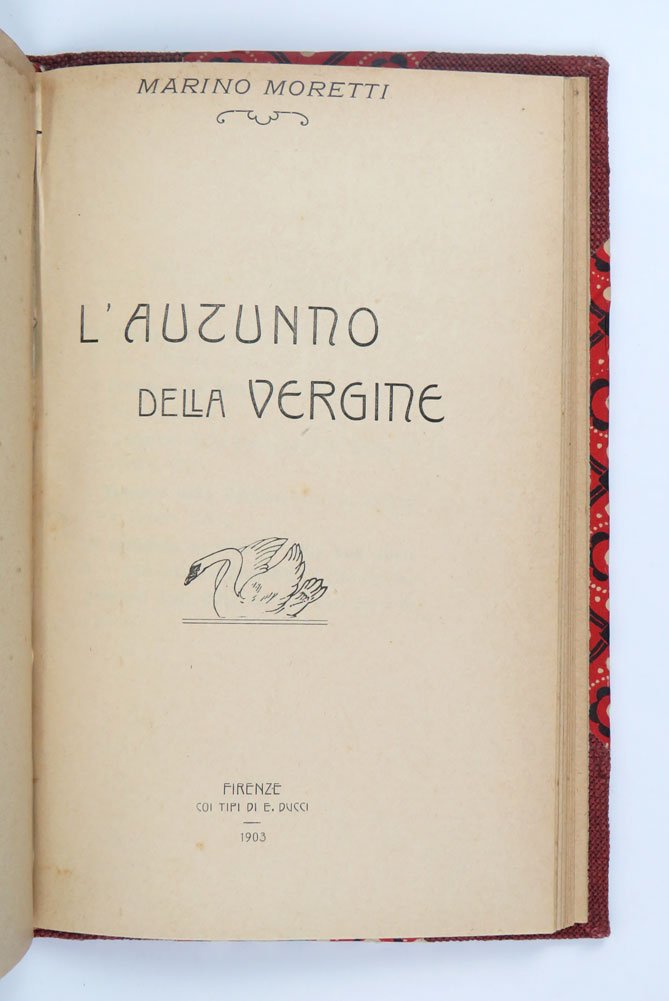 MARINO MORETTI
L'AUTUNNO
DELLA VERGINE
FIRENZE
COI TIPI DI E. DUCCI
1903